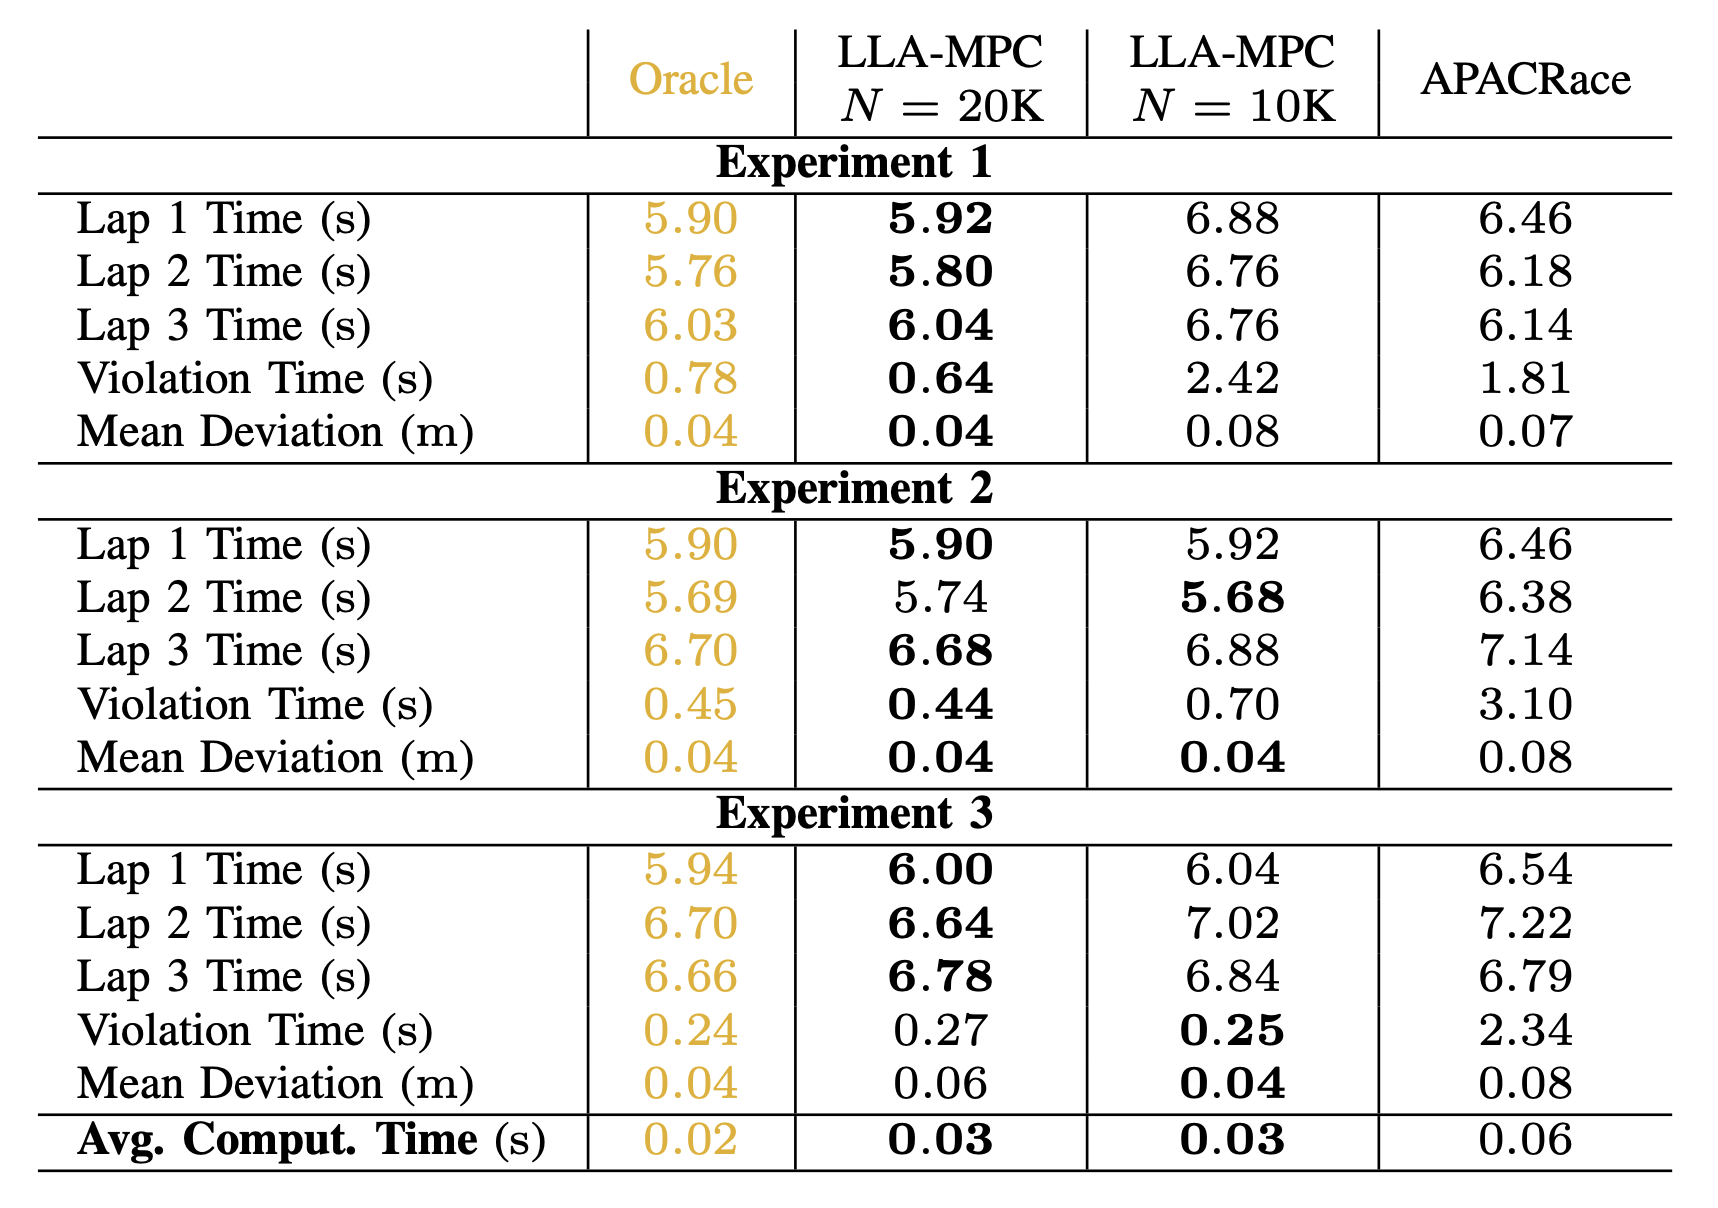 Oracle LLA-MPC N = 20K LLA-MPC N = 10K APACRace
Experiment 1
Lap 1 Time (s) 5.90 5.92 6.88 6.46
Lap 2 Time (s) 5.76 5.80 6.76 6.18
Lap 3 Time (s) 6.03 6.04 6.76 6.14
Violation Time (s) 0.78 0.64 2.42 1.81
Mean Deviation (m) 0.04 0.04 0.08 0.07
Experiment 2
Lap 1 Time (s) 5.90 5.90 5.92 6.46
Lap 2 Time (s) 5.69 5.74 5.68 6.38
Lap 3 Time (s) 6.70 6.68 6.88 7.14
Violation Time (s) 0.45 0.44 0.70 3.10
Mean Deviation (m) 0.04 0.04 0.04 0.08
Experiment 3
Lap 1 Time (s) 5.94 6.00 6.04 6.54
Lap 2 Time (s) 6.70 6.64 7.02 7.22
Lap 3 Time (s) 6.66 6.78 6.84 6.79
Violation Time (s) 0.24 0.27 0.25 2.34
Mean Deviation (m) 0.04 0.06 0.04 0.08
Avg. Comput. Time (s) 0.02 0.03 0.03 0.06